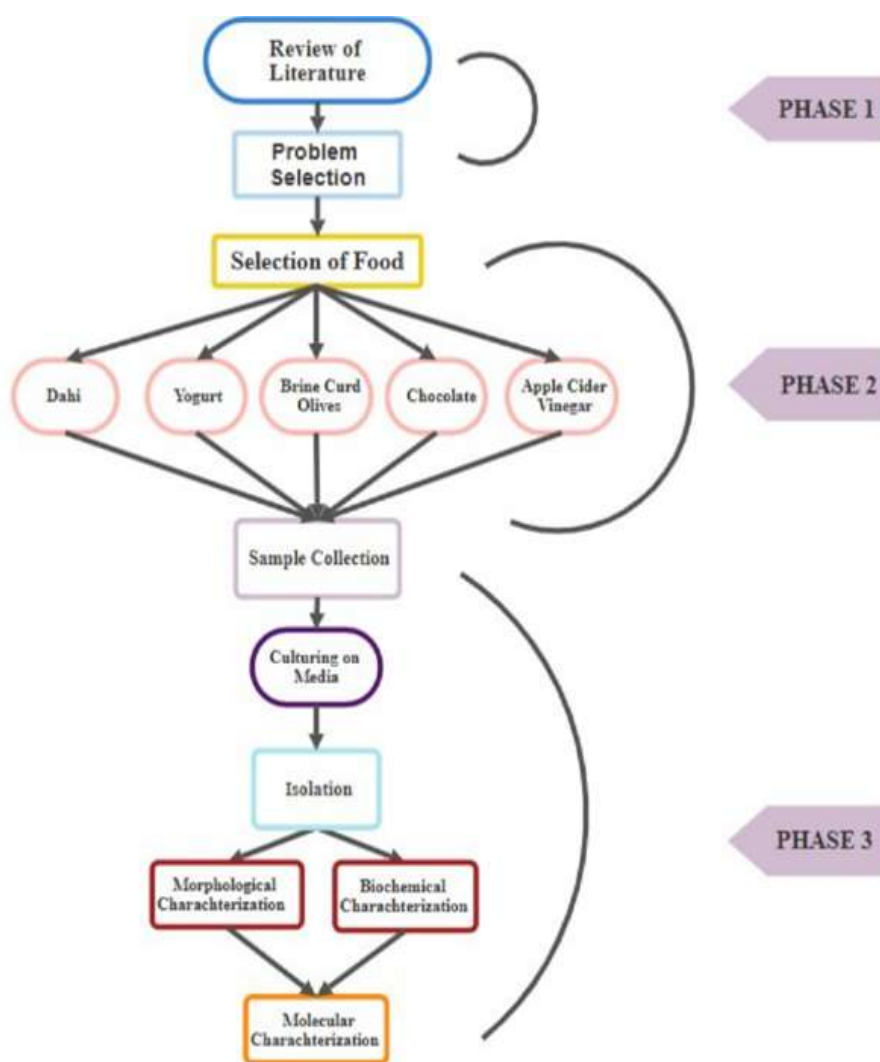 Review of
Literature
PHASE 1
Problem
Selection
Selection of Food
Dahi
Yogurt
Brine Curd
Olives
Chocolate
Apple Cider
Vinegar
PHASE 2
Sample Collection
Culturing on
Media
Isolation
PHASE 3
Morphological
Charachterization
Biochemical
Charachterization
Molecular
Charachterization